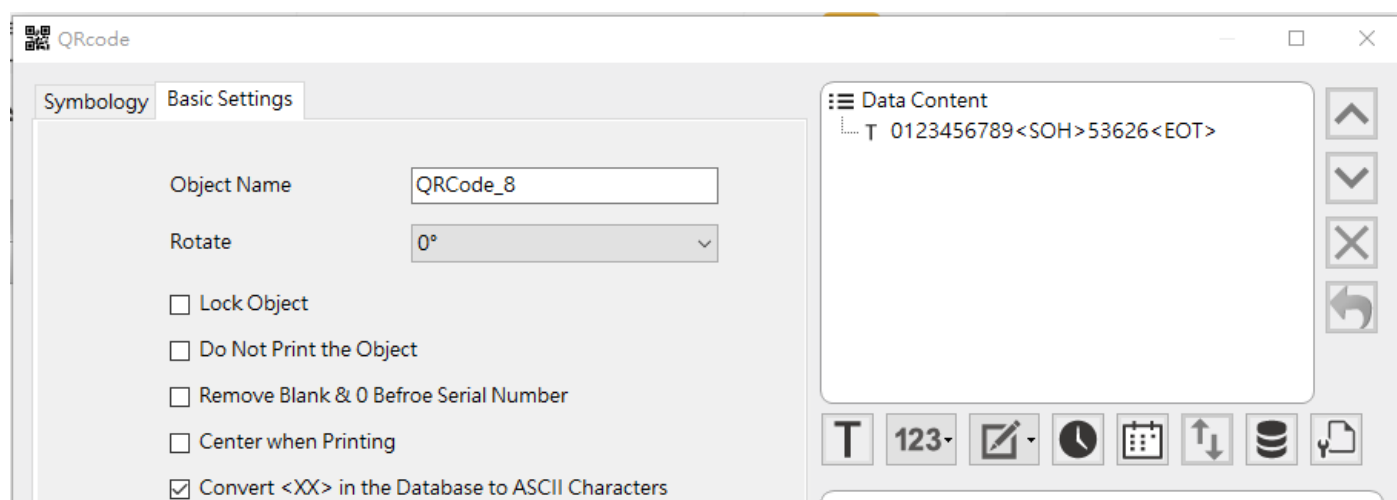 QRcode
Symbology
Basic Settings
Object Name
QRCode_8
Rotate
0°
Lock Object
Do Not Print the Object
Remove Blank & 0 Befroe Serial Number
Center when Printing
Convert <XX> in the Database to ASCII Characters
Data Content
T 0123456789<SOH>53626<EOT>
T
123